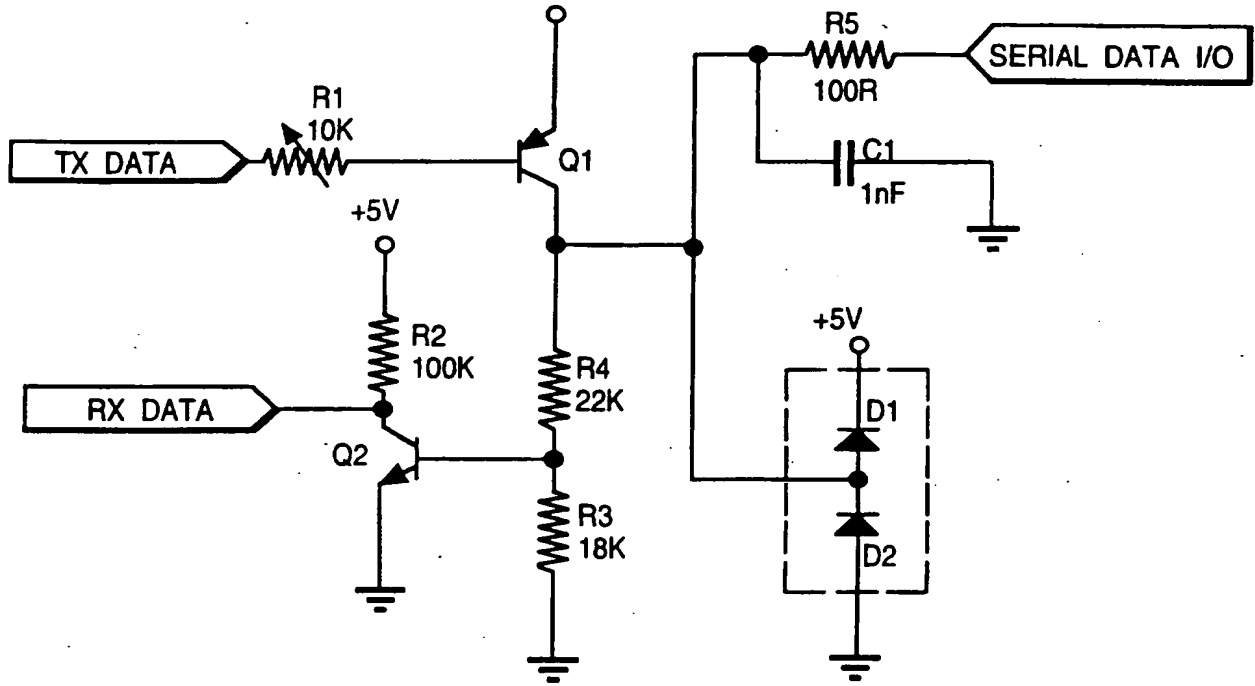 R5
100R
SERIAL DATA I/O
R1
10K
TX DATA
Q1
C1
1nF
+5V
R2
100K
R4
22K
+5V
RX DATA
Q2
D1
R3
18K
D2